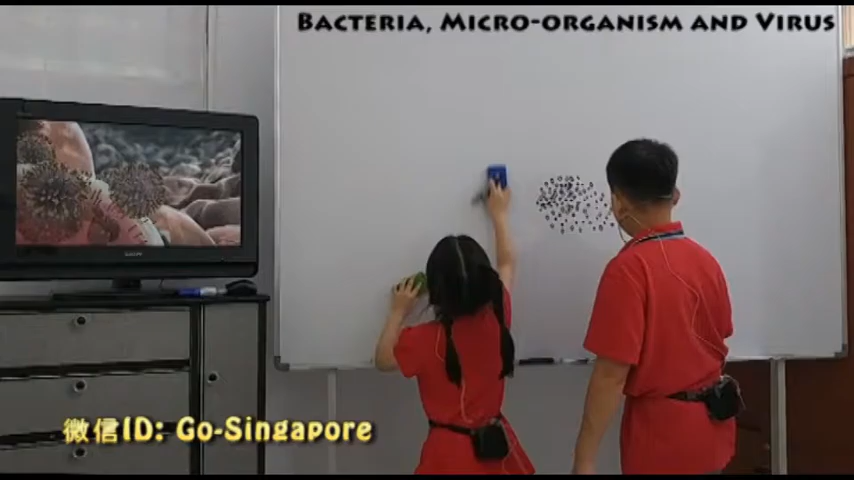 Bacteria, Micro-organism and Virus
微信ID: Go-Singapore